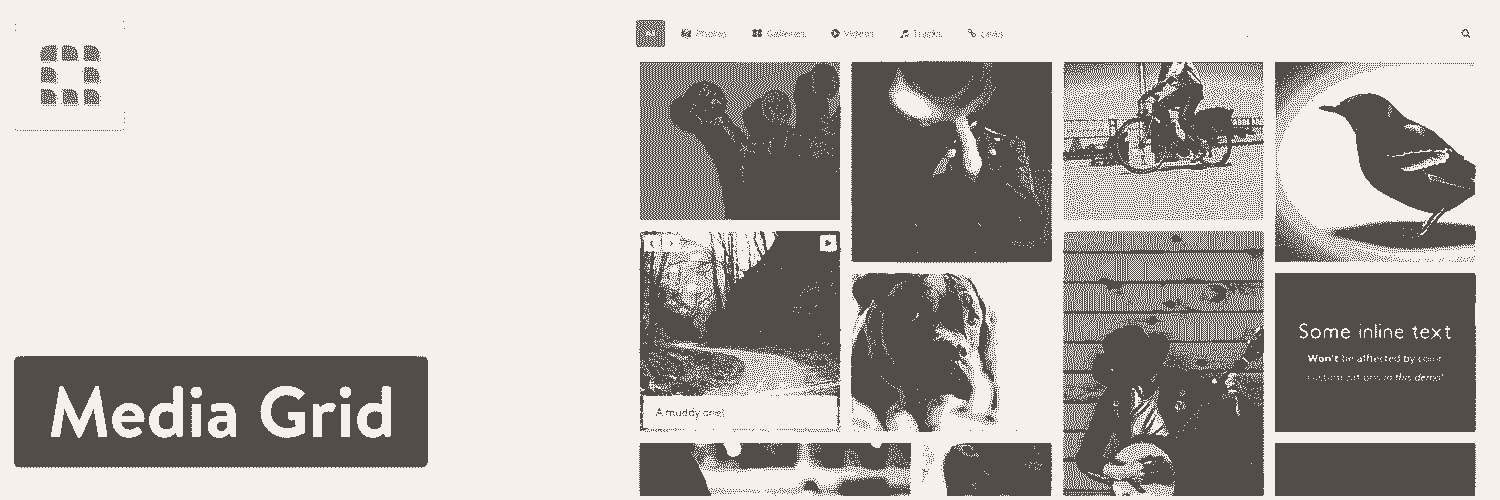 All
Photos
Galleries
Videos
Tracks
Links
A muddy one!
Some inline text
Won't be affected by color
in this demo!
Media Grid